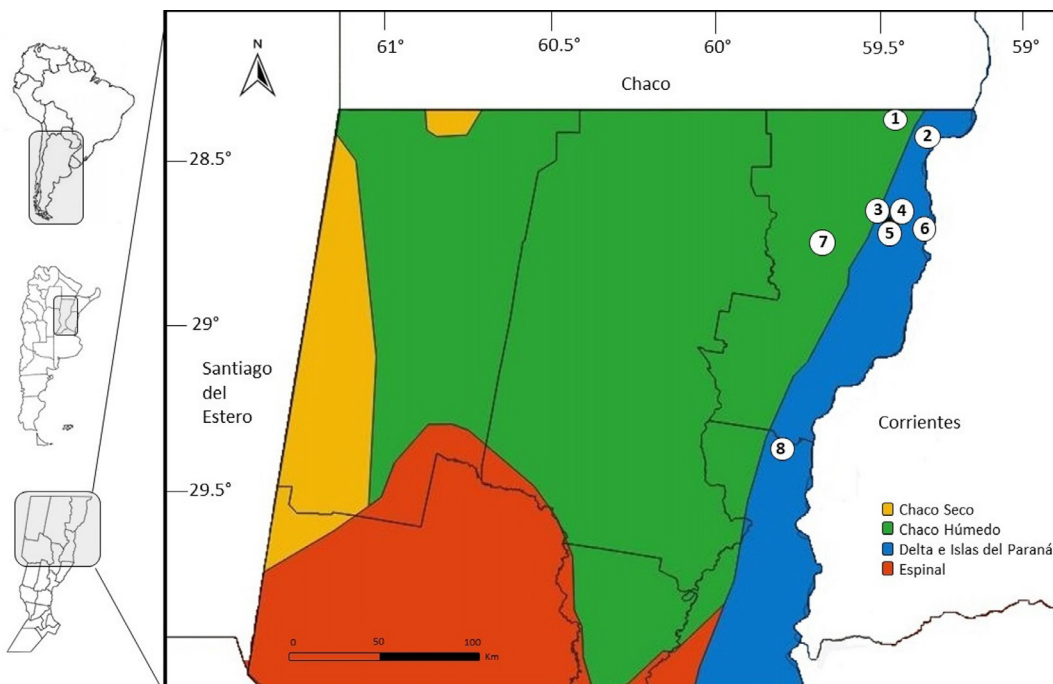 61°
60.5°
60°
59.5°
59°
N
Chaco
1
2
28.5°
3
4
5
6
7
29°
Santiago
del
Estero
Corrientes
8
29.5°
Chaco Seco
Chaco Húmedo
Delta e Islas del Paraná
Espinal
0
50
100
Km